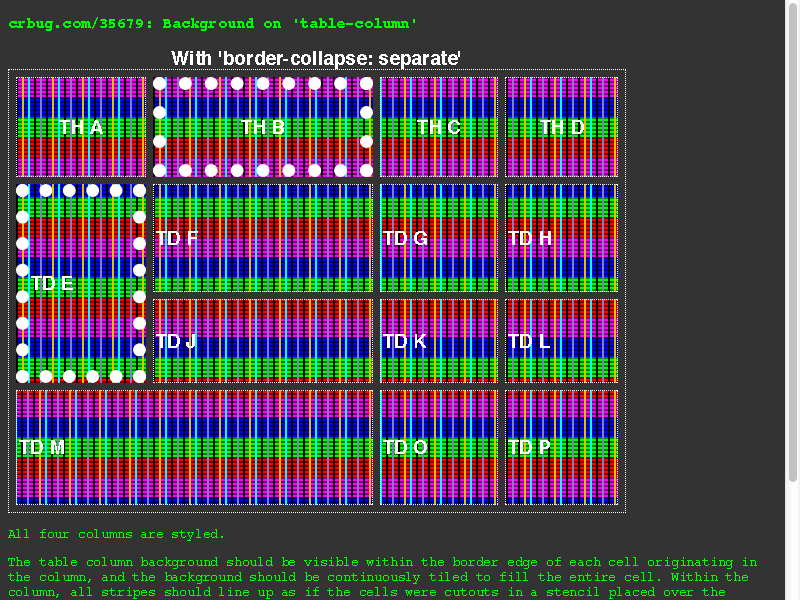 crbug.com/35679: Background on 'table-column'
With 'border-collapse: separate'
TH A TH B TH C TH D
TD E TD F TD G TD H
TD J TD K TD L
TD M TD O TD P
All four columns are styled.
The table column background should be visible within the border edge of each cell originating in
the column, and the background should be continuously tiled to fill the entire cell. Within the
column, all stripes should line up as if the cells were cutouts in a stencil placed over the